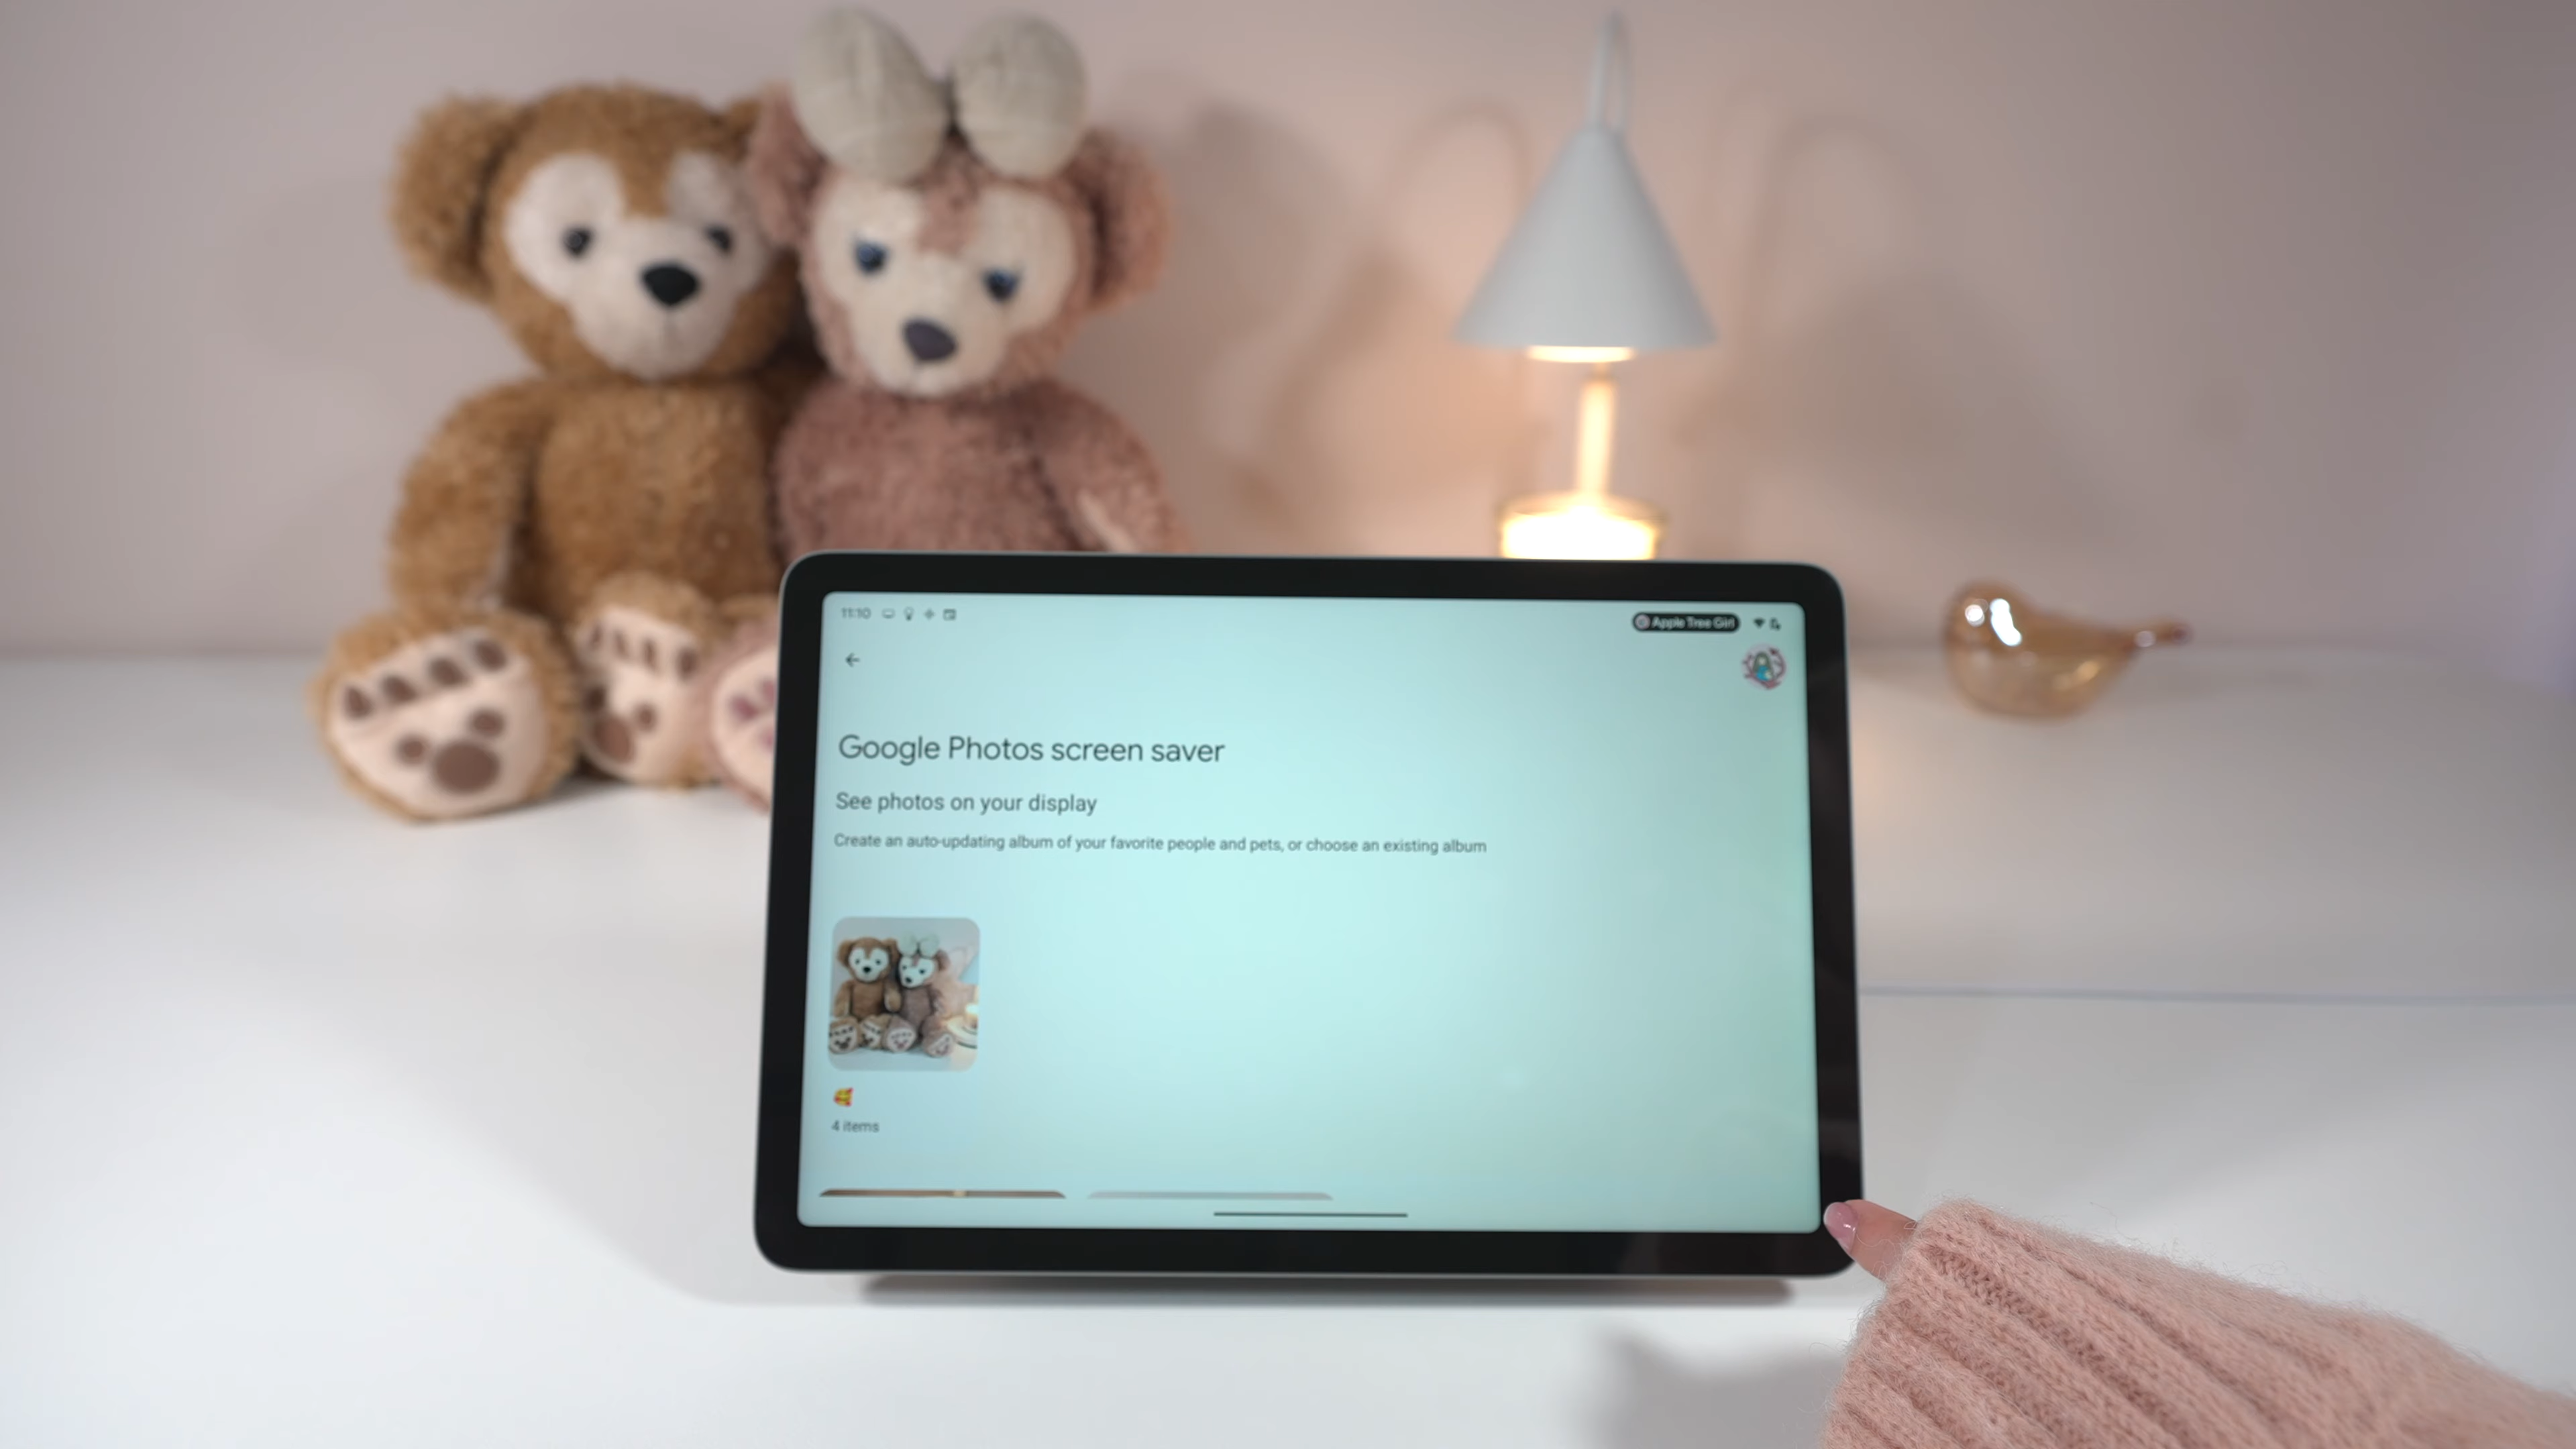 11:10
Apple Tree Girl
Google Photos screen saver
See photos on your display
Create an auto-updating album of your favorite people and pets, or choose an existing album
4 items